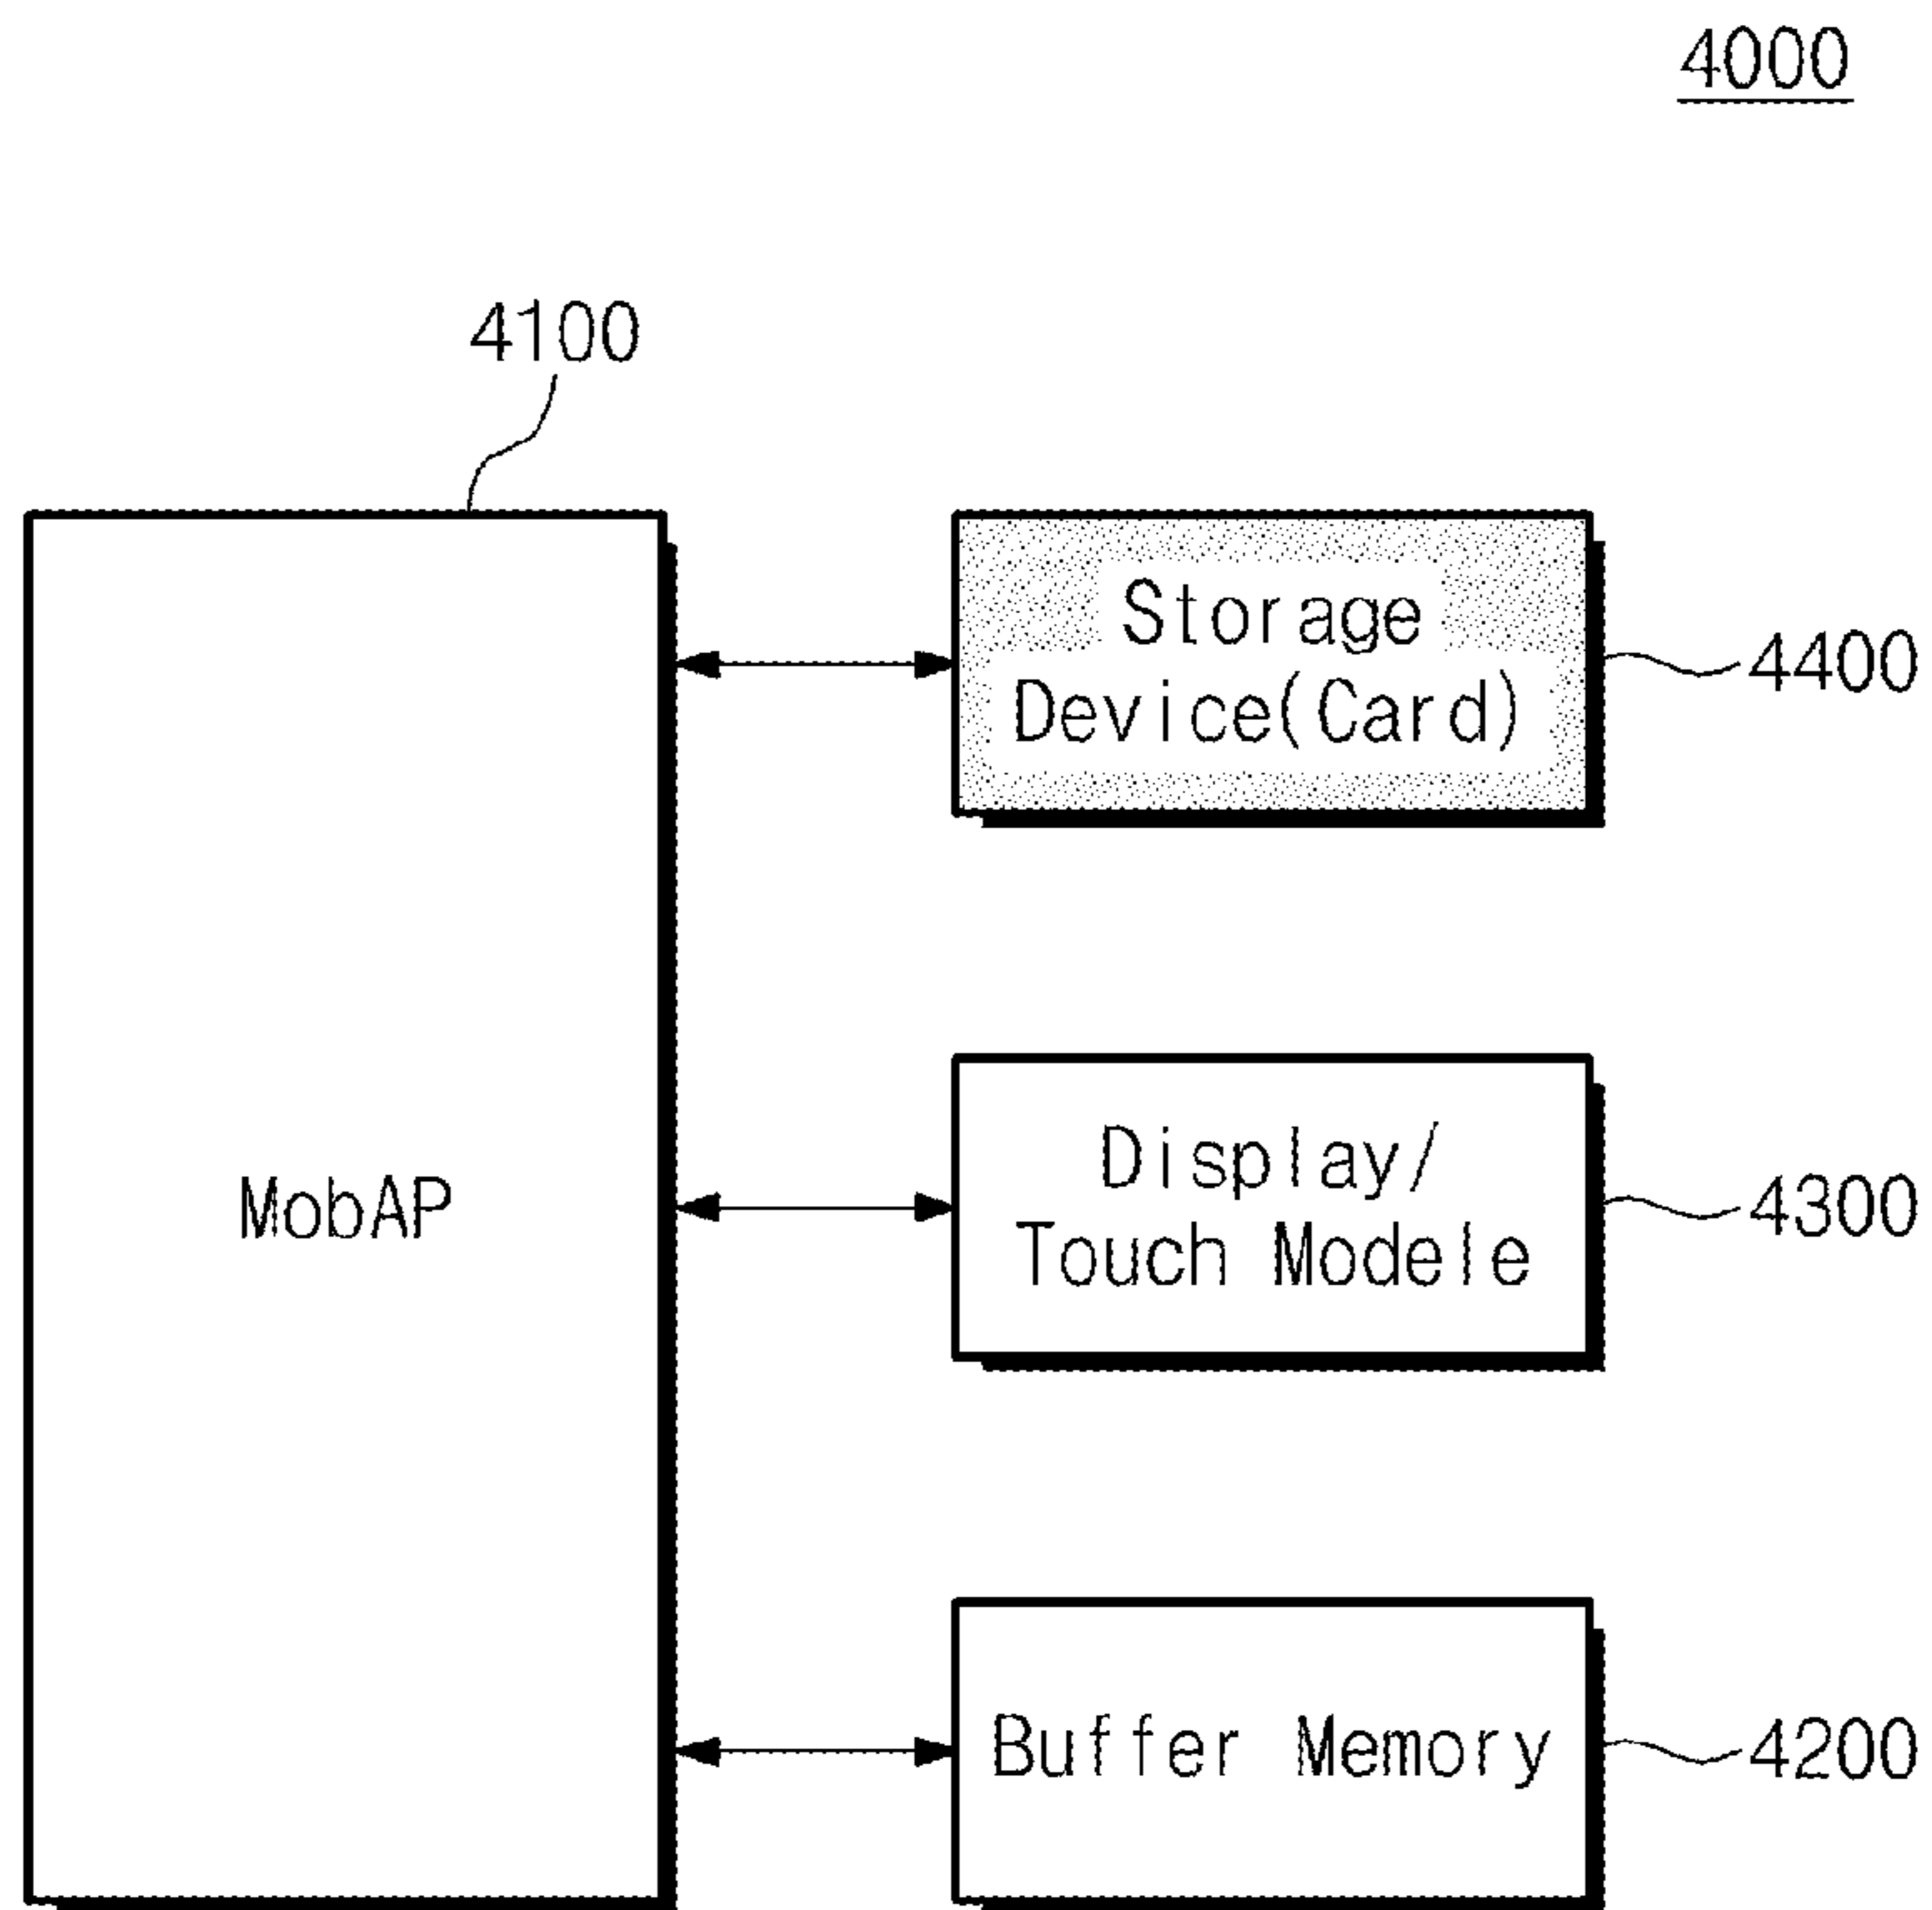 4000
4100
Storage
Device(Card)
4400
MobAP
Display/
Touch Modele
4300
Buffer Memory
4200